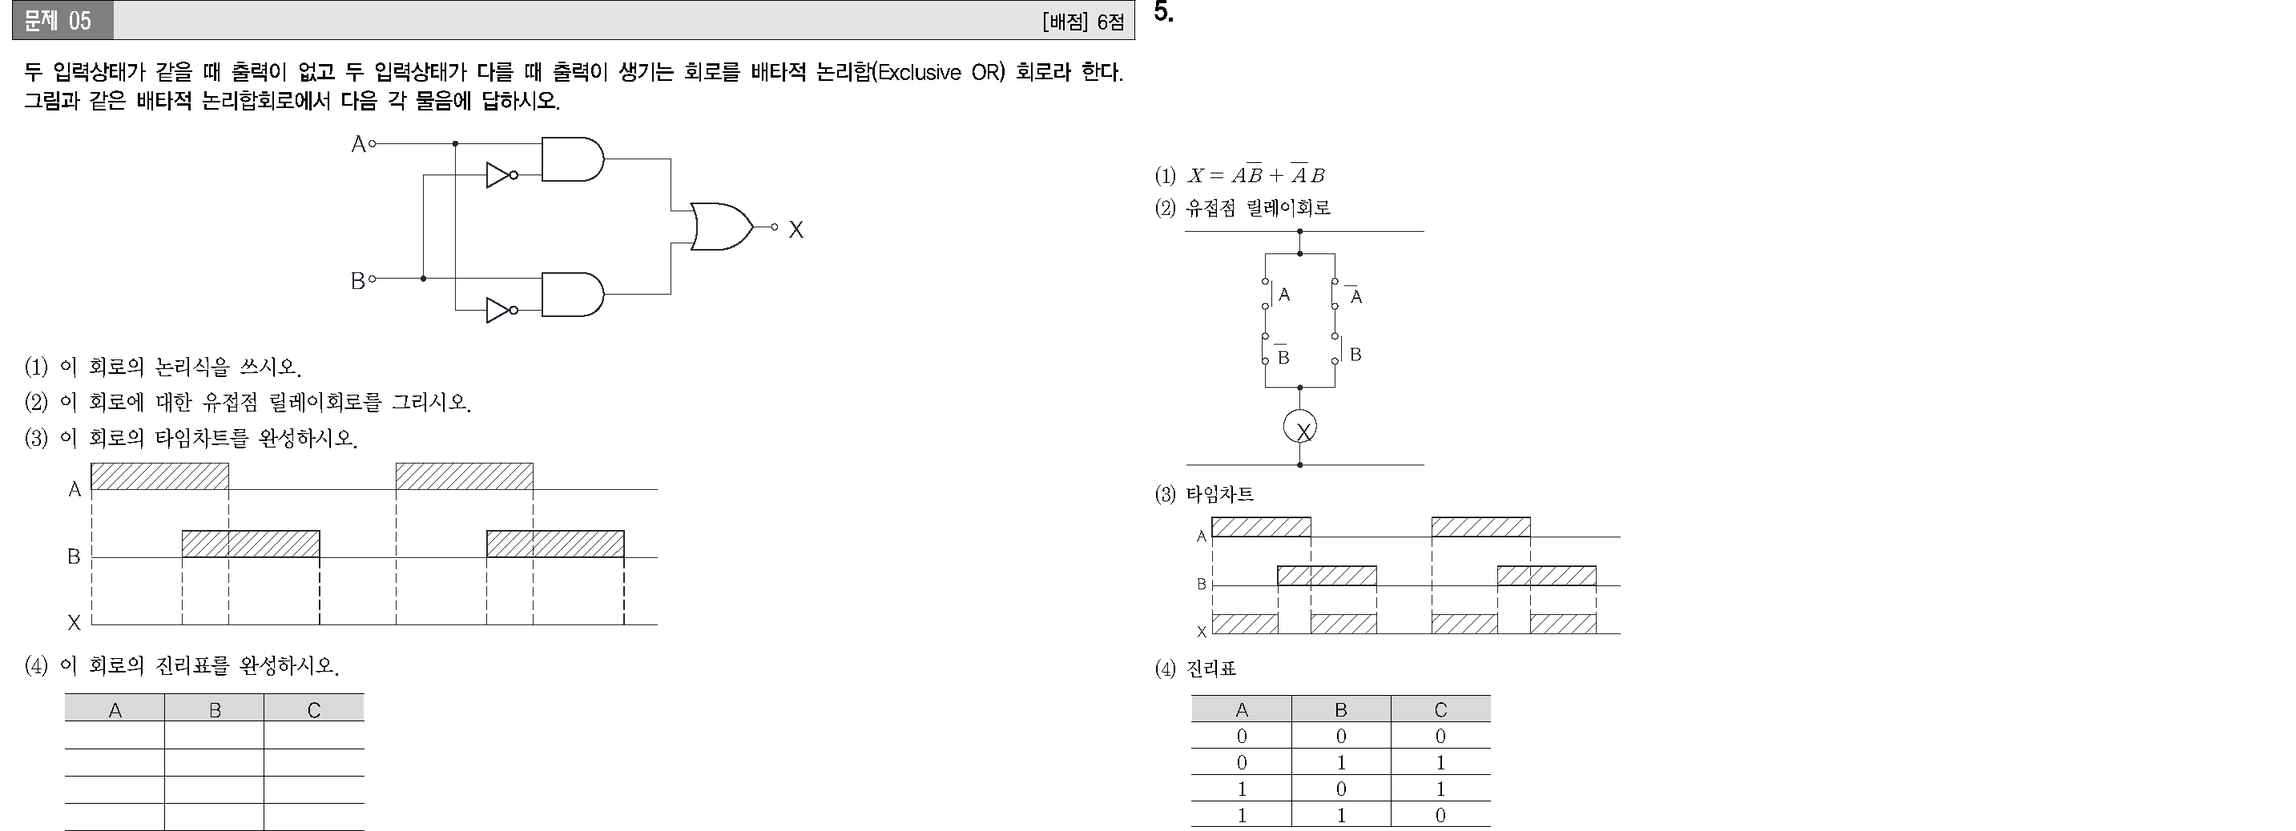 문제 05
[배점] 6점
두 입력상태가 같을 때 출력이 없고 두 입력상태가 다를 때 출력이 생기는 회로를 배타적 논리합(Exclusive OR) 회로라 한다.
그림과 같은 배타적 논리합회로에서 다음 각 물음에 답하시오.
A
X
B
(1) 이 회로의 논리식을 쓰시오.
(2) 이 회로에 대한 유접점 릴레이회로를 그리시오.
(3) 이 회로의 타임차트를 완성하시오.
A
B
X
(4) 이 회로의 진리표를 완성하시오.
A B C
5.
(1) X = AB̅ + A̅B
(2) 유접점 릴레이회로
A A̅
B̅ B
X
(3) 타임차트
A
B
X
(4) 진리표
A B C
0 0 0
0 1 1
1 0 1
1 1 0